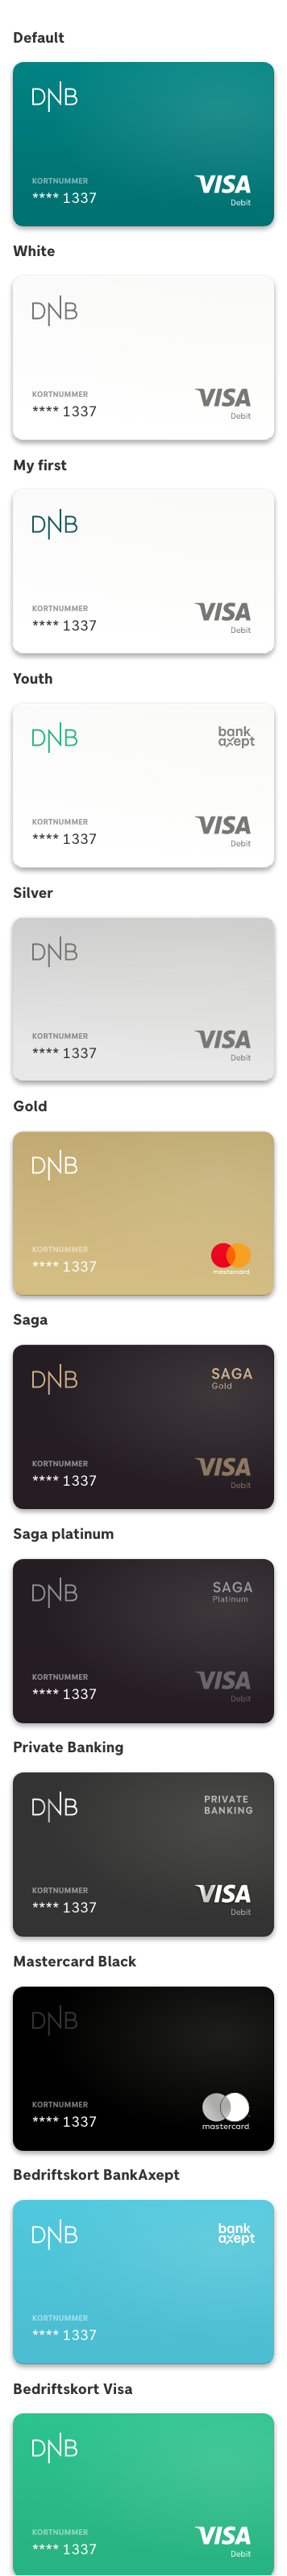 Default
DNB
KORTNUMMER
**** 1337
VISA
Debit
White
DNB
KORTNUMMER
**** 1337
VISA
Debit
My first
DNB
KORTNUMMER
**** 1337
VISA
Debit
Youth
DNB
bank
axept
KORTNUMMER
**** 1337
VISA
Debit
Silver
DNB
KORTNUMMER
**** 1337
VISA
Debit
Gold
DNB
KORTNUMMER
**** 1337
mastercard
Saga
DNB
SAGA
Gold
KORTNUMMER
**** 1337
VISA
Debit
Saga platinum
DNB
SAGA
Platinum
KORTNUMMER
**** 1337
VISA
Debit
Private Banking
DNB
PRIVATE
BANKING
KORTNUMMER
**** 1337
VISA
Debit
Mastercard Black
DNB
KORTNUMMER
**** 1337
mastercard
Bedriftskort BankAxept
DNB
bank
axept
KORTNUMMER
**** 1337
Bedriftskort Visa
DNB
KORTNUMMER
**** 1337
VISA
Debit